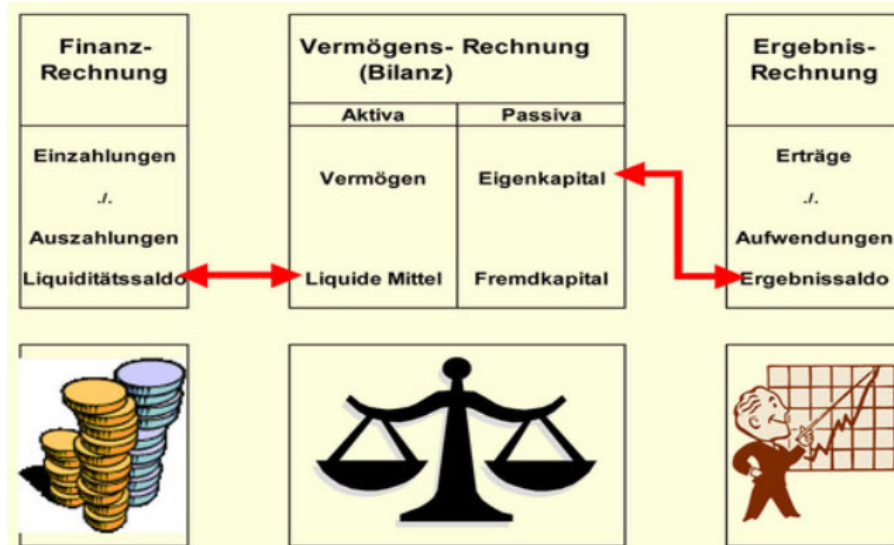 Finanz-
Rechnung
Einzahlungen
./.
Auszahlungen
Liquiditätssaldo
Vermögens- Rechnung
(Bilanz)
Aktiva
Passiva
Vermögen
Eigenkapital
Liquide Mittel
Fremdkapital
Ergebnis-
Rechnung
Erträge
./.
Aufwendungen
Ergebnissaldo